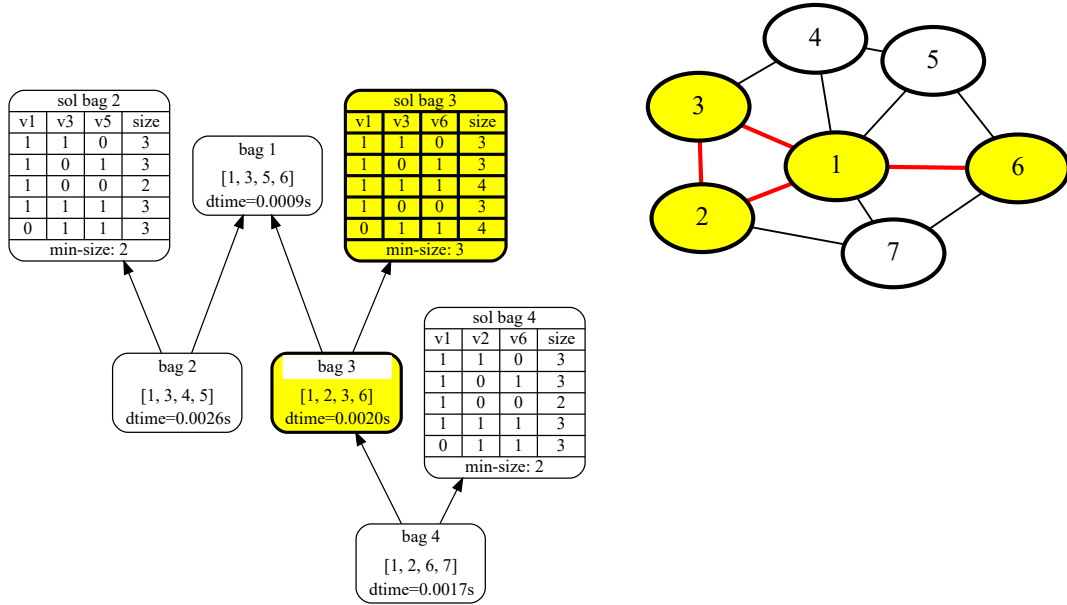 sol bag 2
v1 v3 v5 size
1 1 0 3
1 0 1 3
1 0 0 2
1 1 1 3
0 1 1 3
min-size: 2
bag 1
[1, 3, 5, 6]
dtime=0.0009s
sol bag 3
v1 v3 v6 size
1 1 0 3
1 0 1 3
1 1 1 4
1 0 0 3
0 1 1 4
min-size: 3
bag 2
[1, 3, 4, 5]
dtime=0.0026s
bag 3
[1, 2, 3, 6]
dtime=0.0020s
sol bag 4
v1 v2 v6 size
1 1 0 3
1 0 1 3
1 0 0 2
1 1 1 3
0 1 1 3
min-size: 2
bag 4
[1, 2, 6, 7]
dtime=0.0017s
4
5
3
1
6
2
7